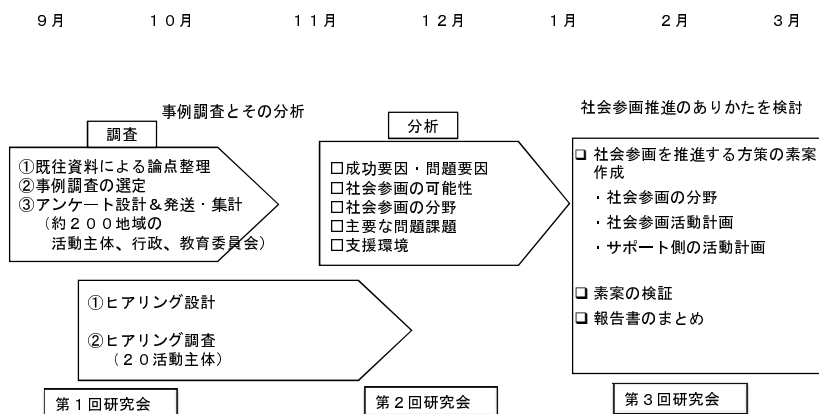 ９月　１０月　１１月　１２月　１月　２月　３月
事例調査とその分析
社会参画推進のありかたを検討
調査
分析
①既往資料による論点整理
②事例調査の選定
③アンケート設計＆発送・集計
（約２００地域の
活動主体、行政、教育委員会）
□成功要因・問題要因
□社会参画の可能性
□社会参画の分野
□主要な問題課題
□支援環境
❑ 社会参画を推進する方策の素案
作成
・社会参画の分野
・社会参画活動計画
・サポート側の活動計画
❑ 素案の検証
❑ 報告書のまとめ
①ヒアリング設計
②ヒアリング調査
（２０活動主体）
第１回研究会
第２回研究会
第３回研究会